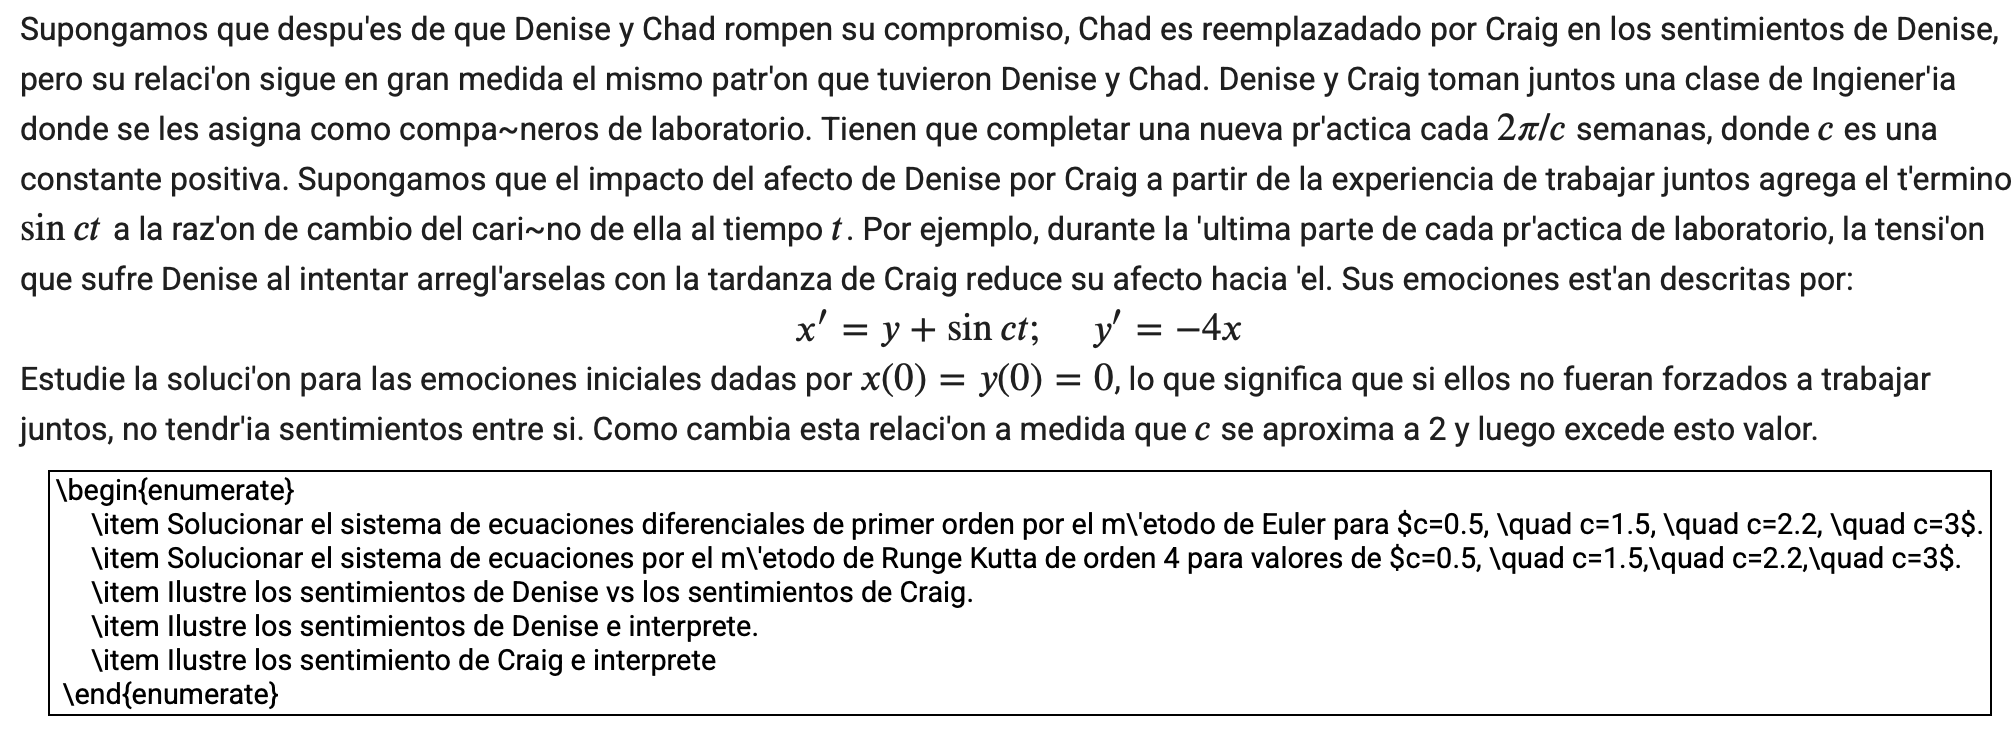 Supongamos que despu'es de que Denise y Chad rompen su compromiso, Chad es reemplazadado por Craig en los sentimientos de Denise,
pero su relaci'on sigue en gran medida el mismo patr'on que tuvieron Denise y Chad. Denise y Craig toman juntos una clase de Ingiener'ia
donde se les asigna como compa~neros de laboratorio. Tienen que completar una nueva pr'actica cada 2π/c semanas, donde c es una
constante positiva. Supongamos que el impacto del afecto de Denise por Craig a partir de la experiencia de trabajar juntos agrega el t'ermino
sin ct a la raz'on de cambio del cari~no de ella al tiempo t. Por ejemplo, durante la 'ultima parte de cada pr'actica de laboratorio, la tensi'on
que sufre Denise al intentar arregl'arselas con la tardanza de Craig reduce su afecto hacia 'el. Sus emociones est'an descritas por:
x′ = y + sin ct; y′ = −4x
Estudie la soluci'on para las emociones iniciales dadas por x(0) = y(0) = 0, lo que significa que si ellos no fueran forzados a trabajar
juntos, no tendr'ia sentimientos entre si. Como cambia esta relaci'on a medida que c se aproxima a 2 y luego excede esto valor.
\begin{enumerate}
\item Solucionar el sistema de ecuaciones diferenciales de primer orden por el m\'etodo de Euler para $c=0.5, \quad c=1.5, \quad c=2.2, \quad c=3$.
\item Solucionar el sistema de ecuaciones por el m\'etodo de Runge Kutta de orden 4 para valores de $c=0.5, \quad c=1.5,\quad c=2.2,\quad c=3$.
\item Ilustre los sentimientos de Denise vs los sentimientos de Craig.
\item Ilustre los sentimientos de Denise e interprete.
\item Ilustre los sentimiento de Craig e interprete
\end{enumerate}